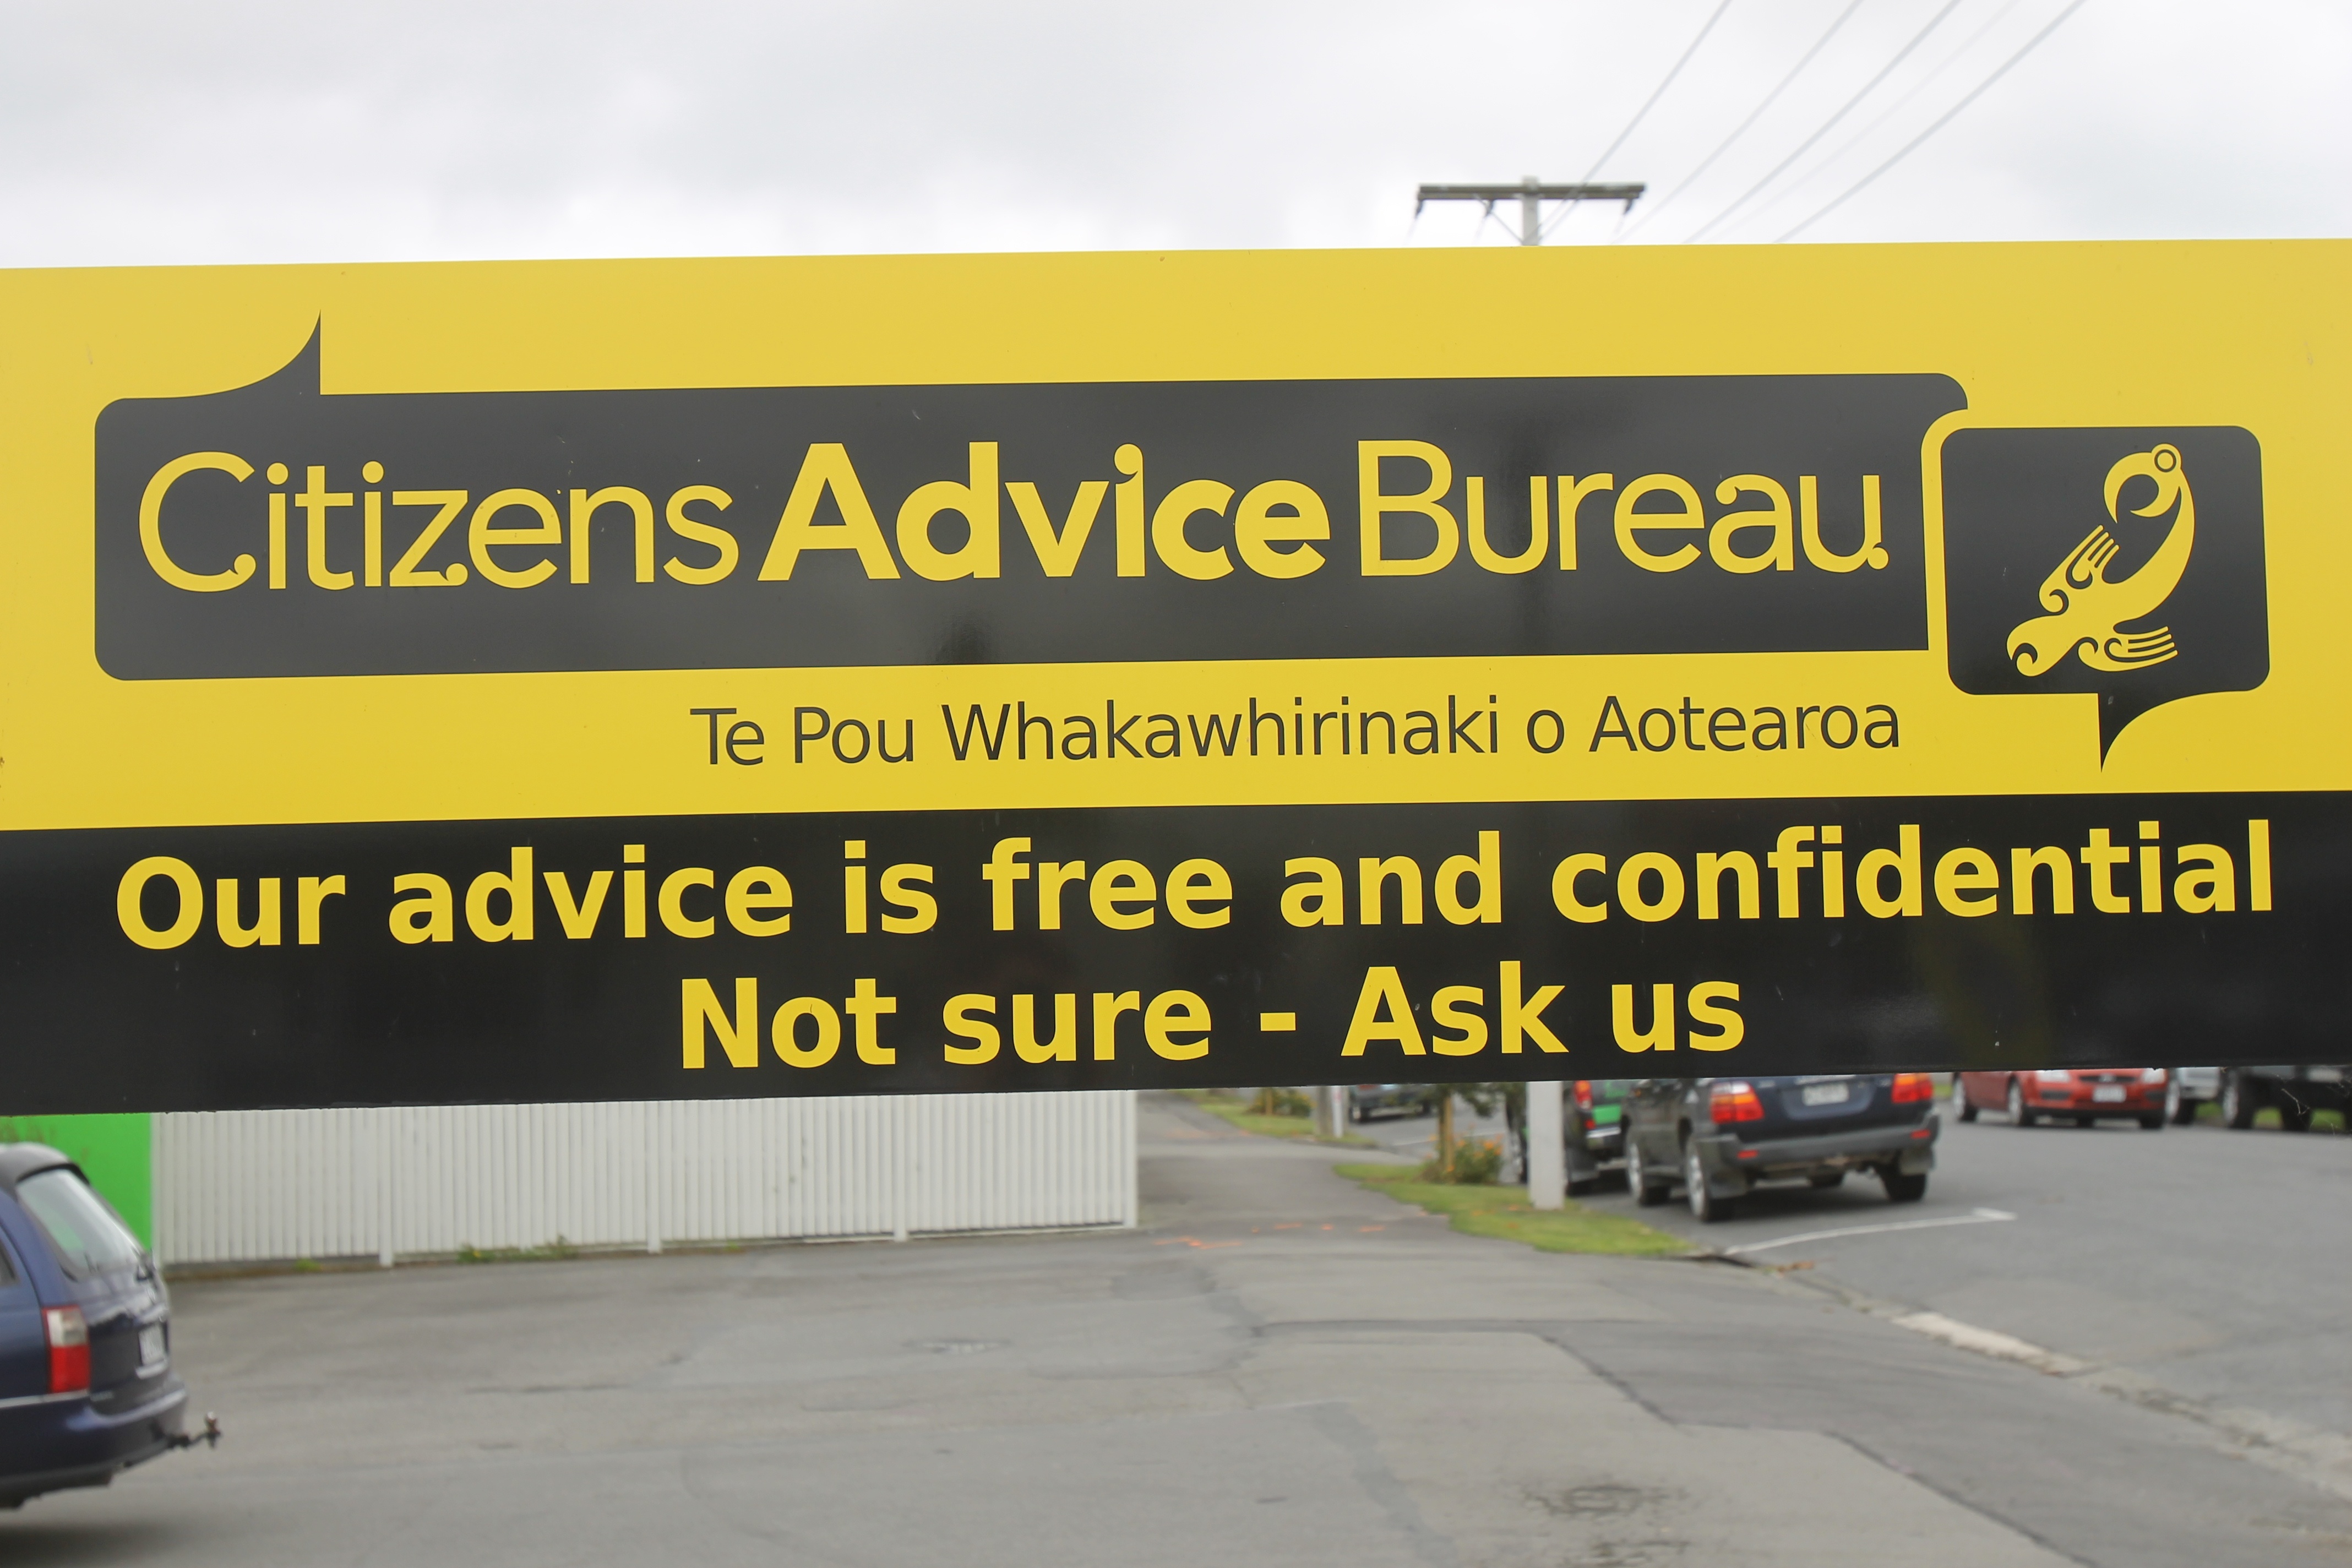 Citizens Advice Bureau
Te Pou Whakawhirinaki o Aotearoa
Our advice is free and confidential
Not sure - Ask us